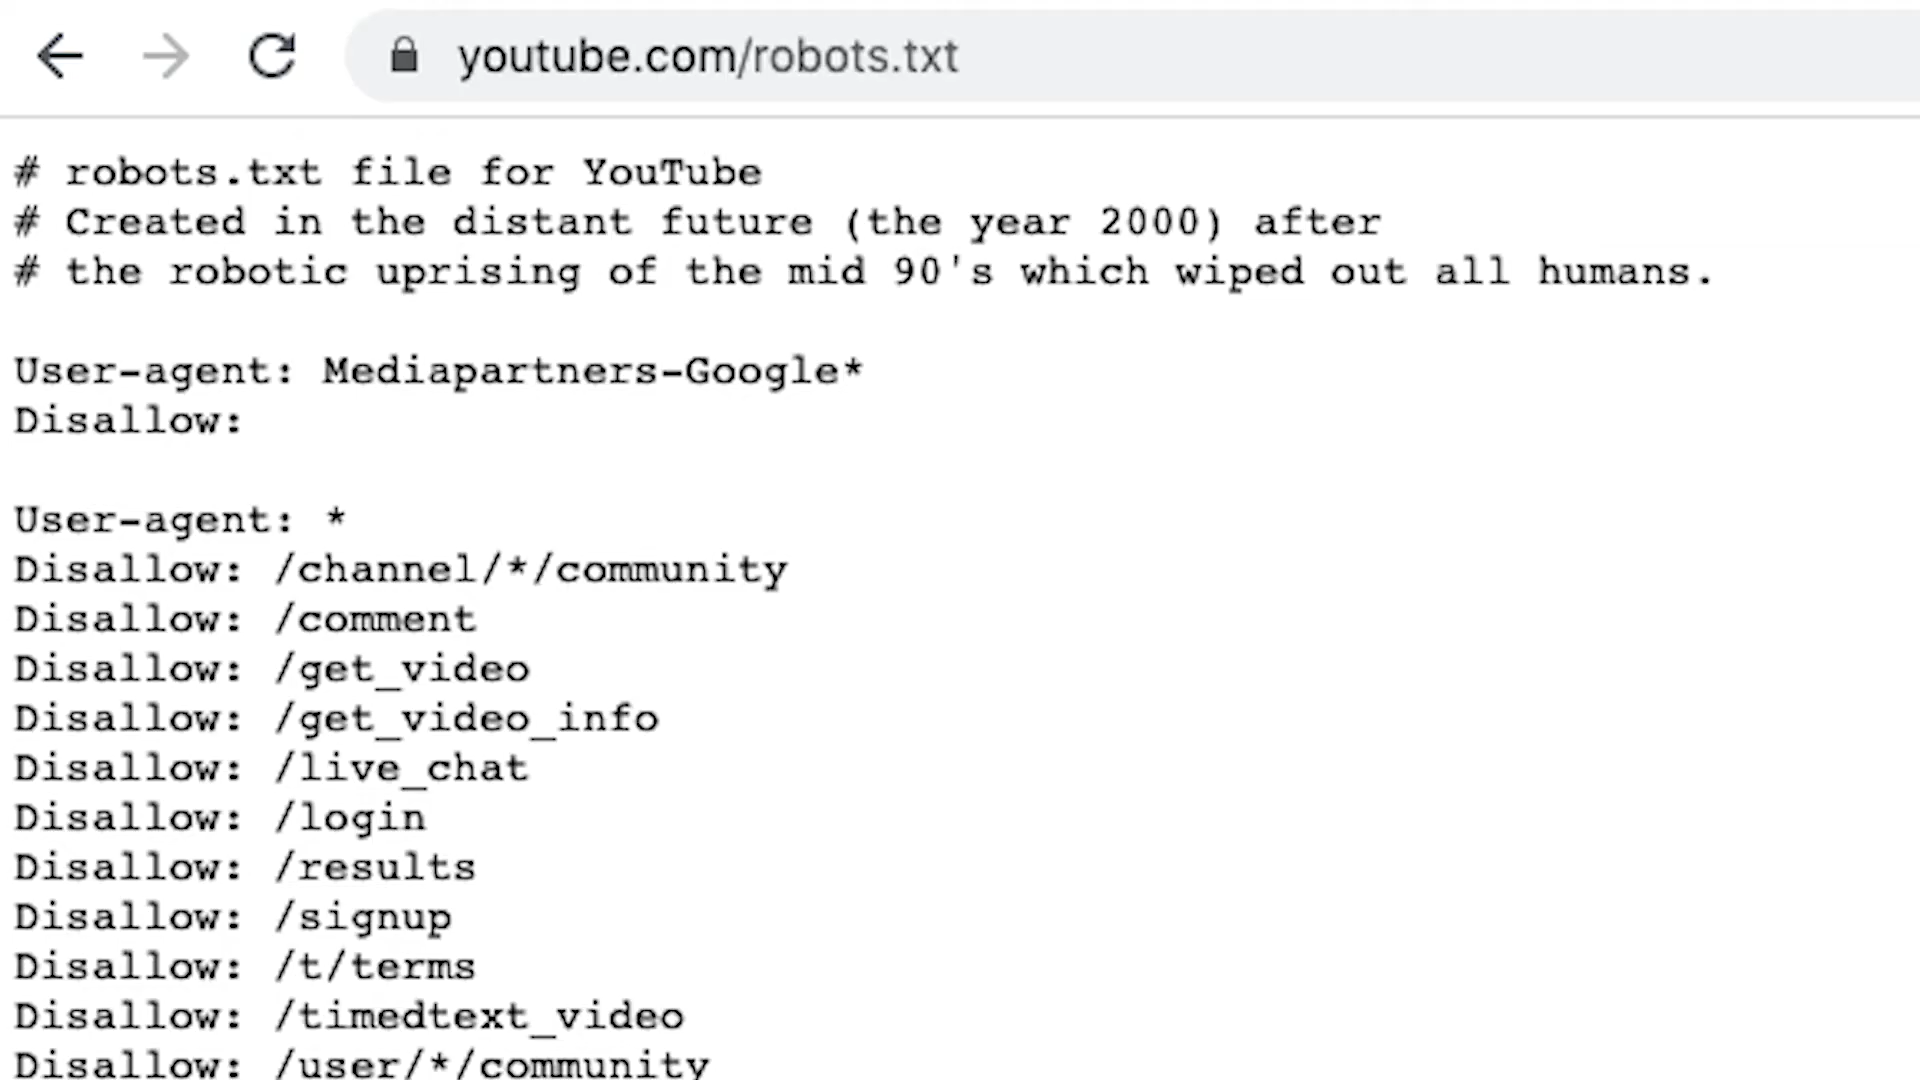 youtube.com/robots.txt
# robots.txt file for YouTube
# Created in the distant future (the year 2000) after
# the robotic uprising of the mid 90's which wiped out all humans.
User-agent: Mediapartners-Google*
Disallow:
User-agent: *
Disallow: /channel/*/community
Disallow: /comment
Disallow: /get_video
Disallow: /get_video_info
Disallow: /live_chat
Disallow: /login
Disallow: /results
Disallow: /signup
Disallow: /t/terms
Disallow: /timedtext_video
Disallow: /user/*/community